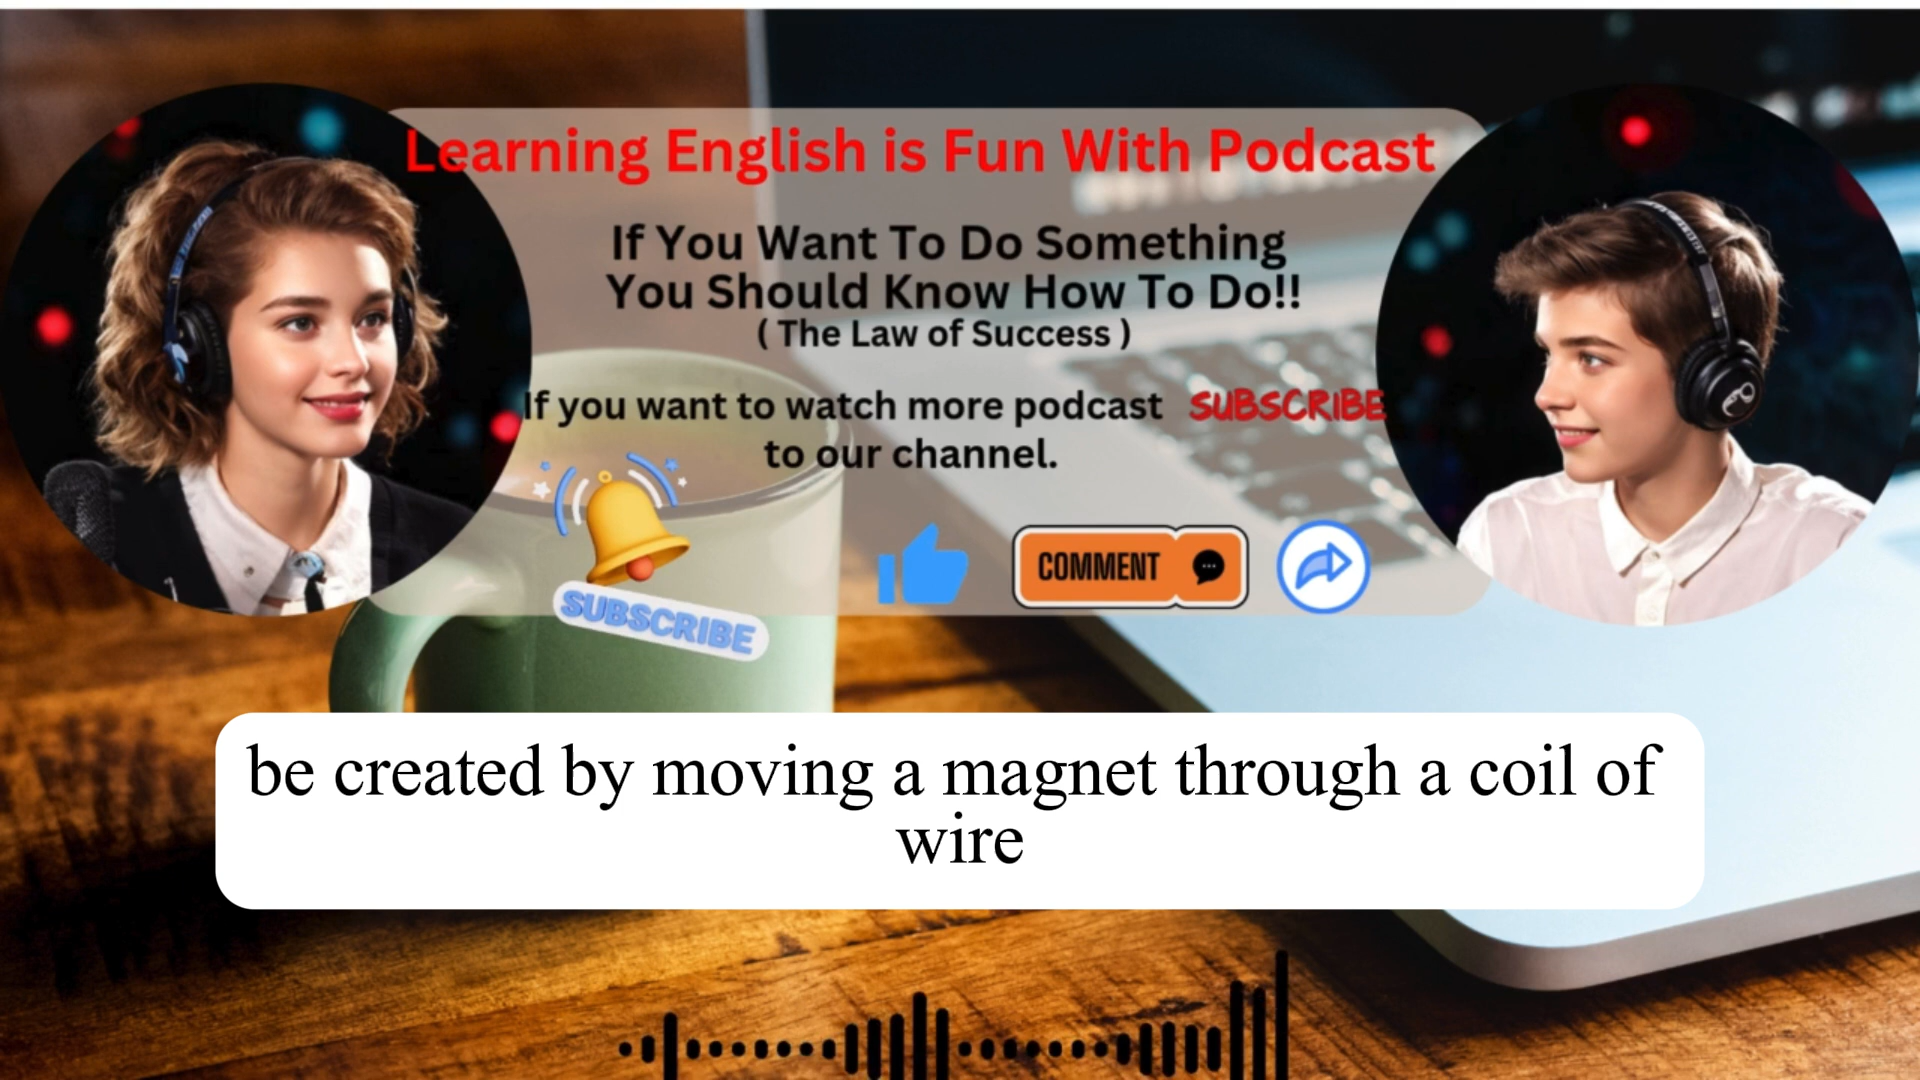 Learning English is Fun With Podcast
If You Want To Do Something
You Should Know How To Do!!
( The Law of Success )
If you want to watch more podcast SUBSCRIBE
to our channel.
COMMENT
SUBSCRIBE
be created by moving a magnet through a coil of
wire